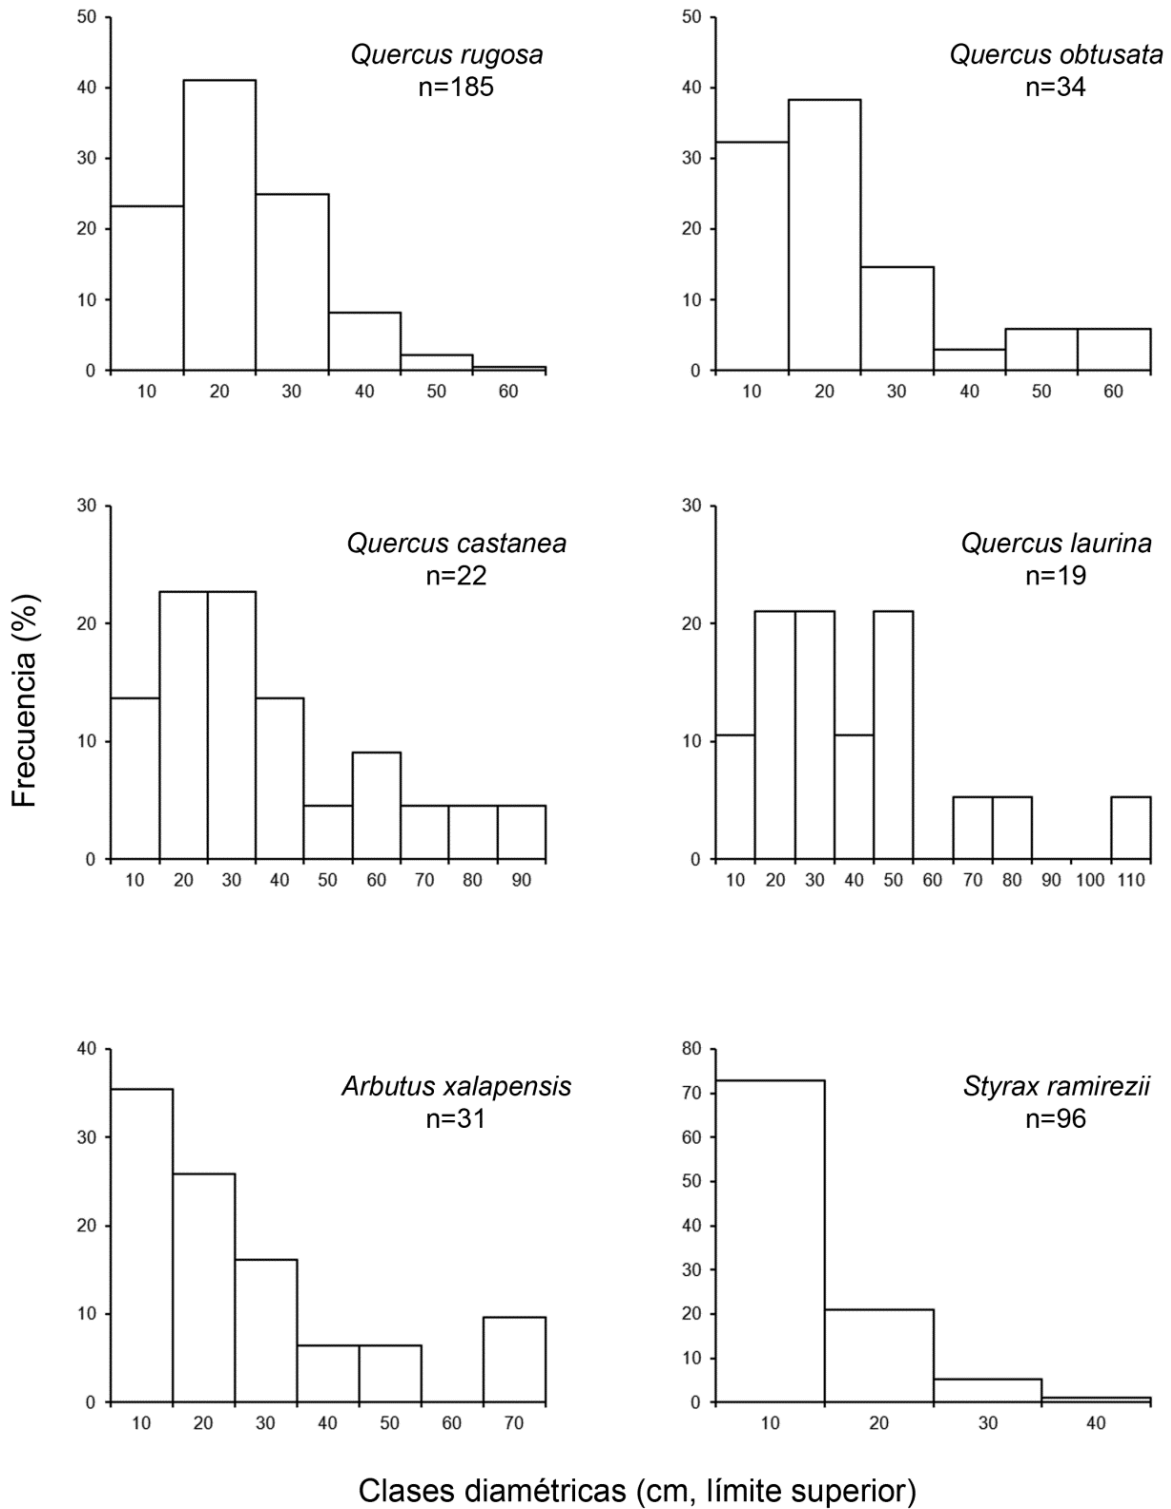 Quercus rugosa
n=185
50
40
30
20
10
0
10 20 30 40 50 60
Quercus obtusata
n=34
50
40
30
20
10
0
10 20 30 40 50 60
Frecuencia (%)
Quercus castanea
n=22
30
20
10
0
10 20 30 40 50 60 70 80 90
Quercus laurina
n=19
30
20
10
0
10 20 30 40 50 60 70 80 90 100 110
Arbutus xalapensis
n=31
40
30
20
10
0
10 20 30 40 50 60 70
Styrax ramirezii
n=96
80
70
60
50
40
30
20
10
0
10 20 30 40
Clases diamétricas (cm, límite superior)